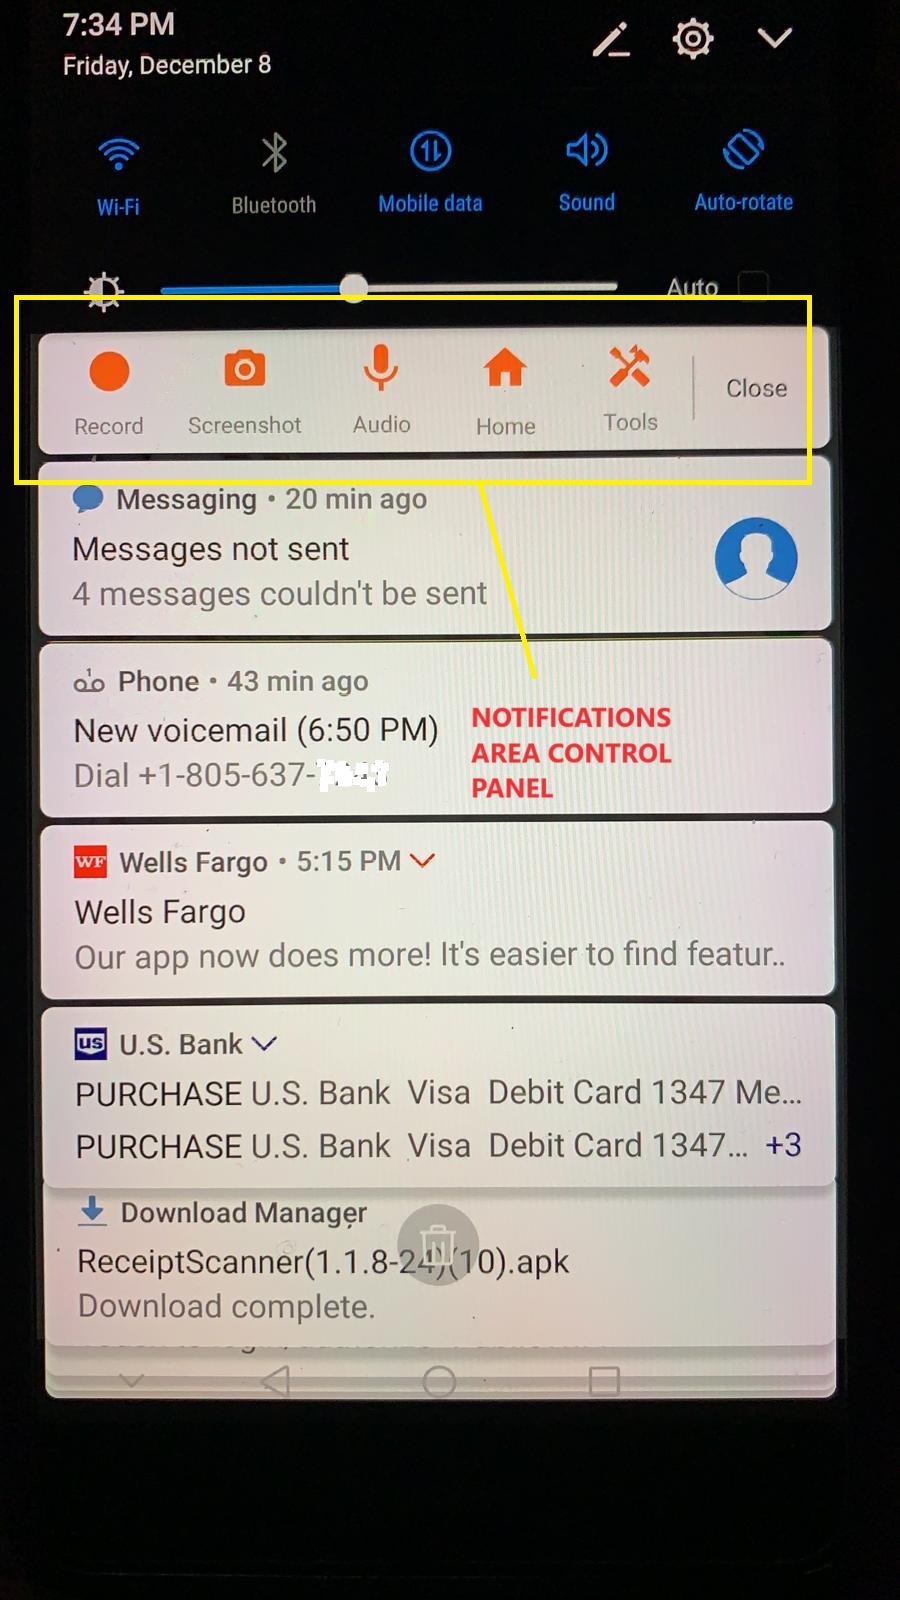 7:34 PM
Friday, December 8
Wi-Fi
Bluetooth
Mobile data
Sound
Auto-rotate
Auto
Record
Screenshot
Audio
Home
Tools
Close
Messaging • 20 min ago
Messages not sent
4 messages couldn't be sent
Phone • 43 min ago
New voicemail (6:50 PM)
Dial +1-805-637-
NOTIFICATIONS
AREA CONTROL
PANEL
WF Wells Fargo • 5:15 PM
Wells Fargo
Our app now does more! It's easier to find featur..
us U.S. Bank
PURCHASE U.S. Bank Visa Debit Card 1347 Me...
PURCHASE U.S. Bank Visa Debit Card 1347... +3
Download Manager
ReceiptScanner(1.1.8-24)(10).apk
Download complete.